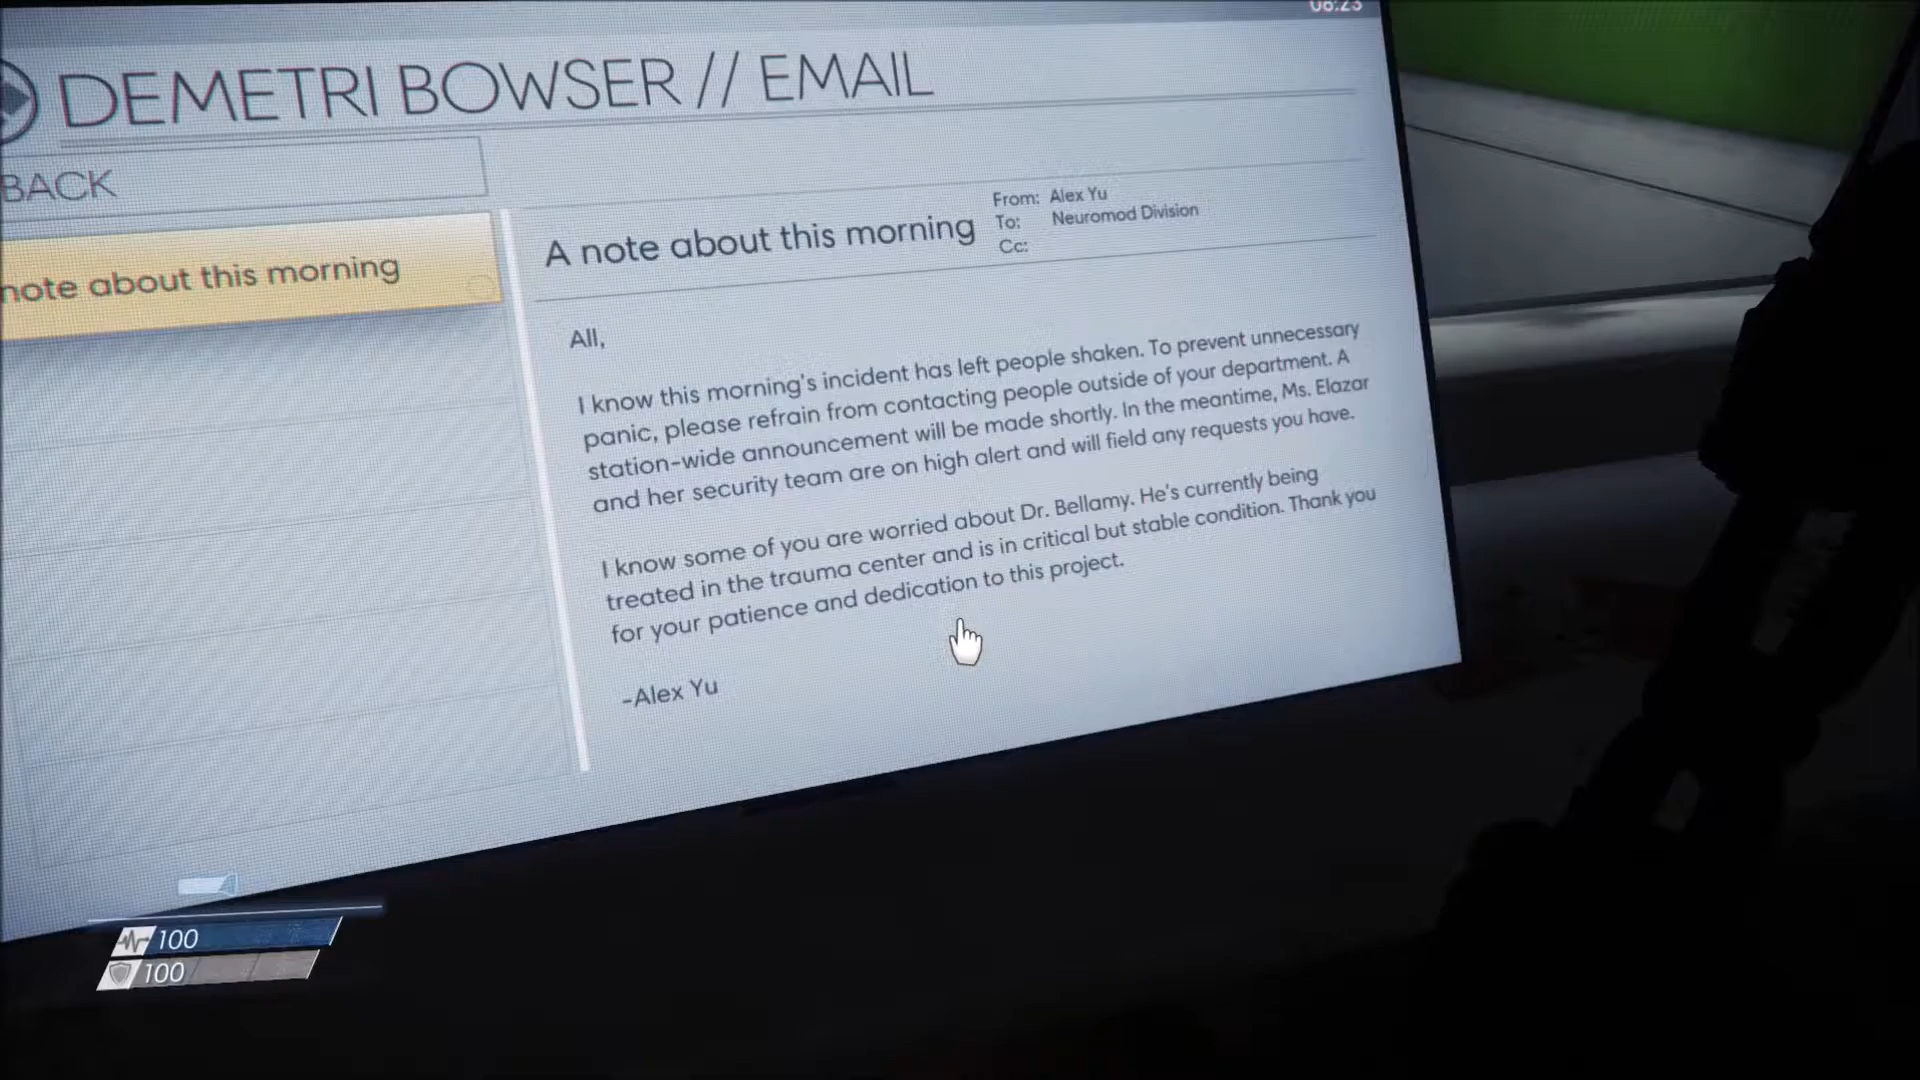 08:23
DEMETRI BOWSER // EMAIL
BACK
note about this morning
A note about this morning
From: Alex Yu
To: Neuromod Division
Cc:
All,
I know this morning's incident has left people shaken. To prevent unnecessary
panic, please refrain from contacting people outside of your department. A
station-wide announcement will be made shortly. In the meantime, Ms. Elazar
and her security team are on high alert and will field any requests you have.
I know some of you are worried about Dr. Bellamy. He's currently being
treated in the trauma center and is in critical but stable condition. Thank you
for your patience and dedication to this project.
-Alex Yu
100
100